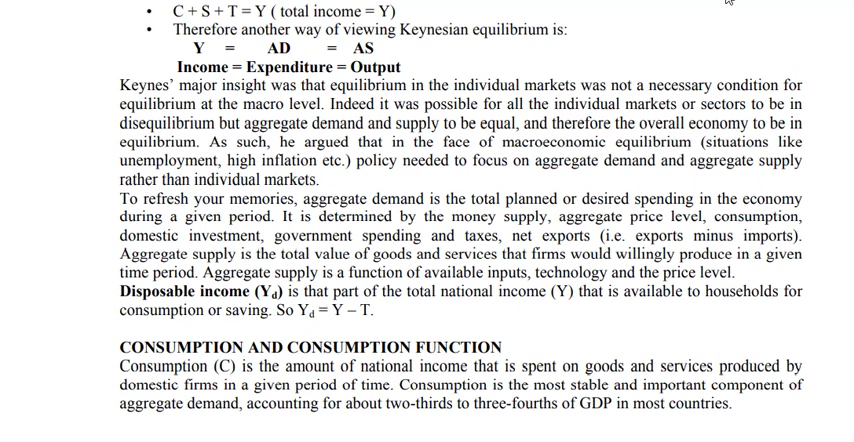 • C + S + T = Y ( total income = Y)
• Therefore another way of viewing Keynesian equilibrium is:
Y = AD = AS
Income = Expenditure = Output
Keynes’ major insight was that equilibrium in the individual markets was not a necessary condition for
equilibrium at the macro level. Indeed it was possible for all the individual markets or sectors to be in
disequilibrium but aggregate demand and supply to be equal, and therefore the overall economy to be in
equilibrium. As such, he argued that in the face of macroeconomic equilibrium (situations like
unemployment, high inflation etc.) policy needed to focus on aggregate demand and aggregate supply
rather than individual markets.
To refresh your memories, aggregate demand is the total planned or desired spending in the economy
during a given period. It is determined by the money supply, aggregate price level, consumption,
domestic investment, government spending and taxes, net exports (i.e. exports minus imports).
Aggregate supply is the total value of goods and services that firms would willingly produce in a given
time period. Aggregate supply is a function of available inputs, technology and the price level.
Disposable income (Yd) is that part of the total national income (Y) that is available to households for
consumption or saving. So Yd = Y – T.
CONSUMPTION AND CONSUMPTION FUNCTION
Consumption (C) is the amount of national income that is spent on goods and services produced by
domestic firms in a given period of time. Consumption is the most stable and important component of
aggregate demand, accounting for about two-thirds to three-fourths of GDP in most countries.